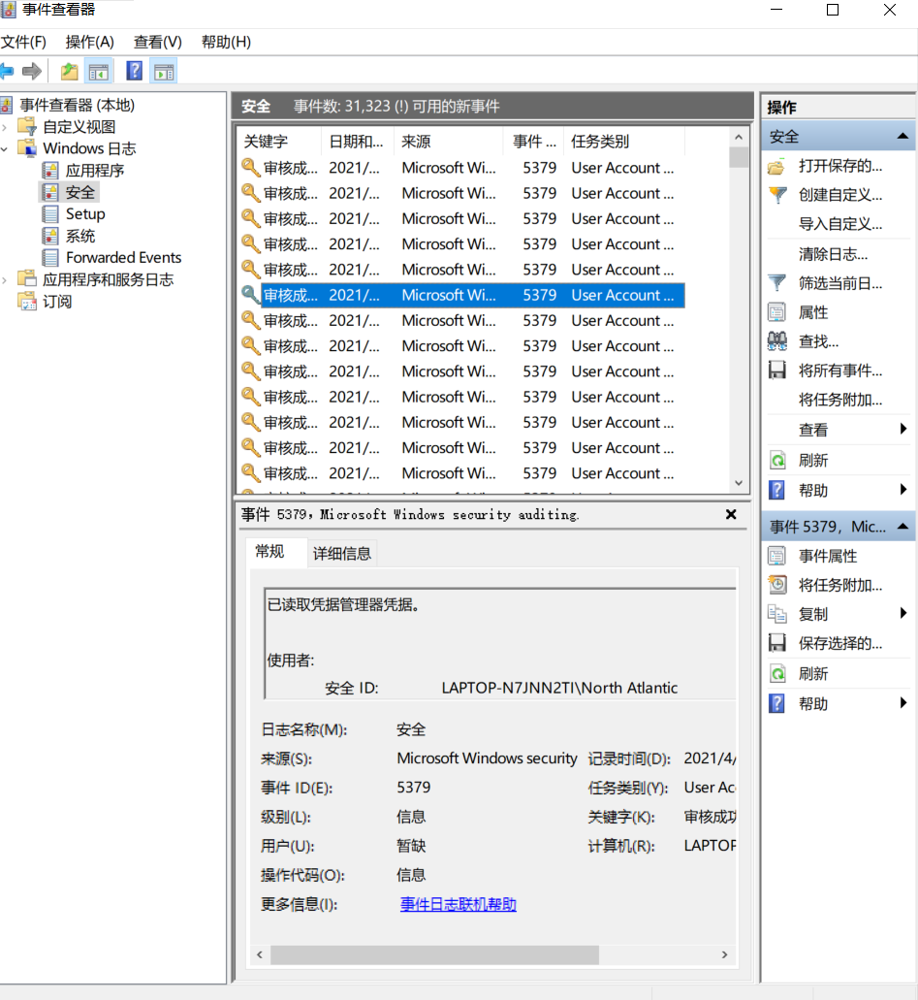 事件查看器
文件(F) 操作(A) 查看(V) 帮助(H)
事件查看器 (本地)
自定义视图
Windows 日志
应用程序
安全
Setup
系统
Forwarded Events
应用程序和服务日志
订阅
安全 事件数: 31,323 (!) 可用的新事件
关键字 日期和... 来源 事件 ... 任务类别
审核成... 2021/... Microsoft Wi... 5379 User Account ...
审核成... 2021/... Microsoft Wi... 5379 User Account ...
审核成... 2021/... Microsoft Wi... 5379 User Account ...
审核成... 2021/... Microsoft Wi... 5379 User Account ...
审核成... 2021/... Microsoft Wi... 5379 User Account ...
审核成... 2021/... Microsoft Wi... 5379 User Account ...
审核成... 2021/... Microsoft Wi... 5379 User Account ...
审核成... 2021/... Microsoft Wi... 5379 User Account ...
审核成... 2021/... Microsoft Wi... 5379 User Account ...
审核成... 2021/... Microsoft Wi... 5379 User Account ...
审核成... 2021/... Microsoft Wi... 5379 User Account ...
审核成... 2021/... Microsoft Wi... 5379 User Account ...
审核成... 2021/... Microsoft Wi... 5379 User Account ...
事件 5379，Microsoft Windows security auditing.
常规 详细信息
已读取凭据管理器凭据。
使用者:
安全 ID: LAPTOP-N7JNN2TI\North Atlantic
日志名称(M): 安全
来源(S): Microsoft Windows security 记录时间(D): 2021/4/
事件 ID(E): 5379 任务类别(Y): User Ac
级别(L): 信息 关键字(K): 审核成功
用户(U): 暂缺 计算机(R): LAPTOP
操作代码(O): 信息
更多信息(I): 事件日志联机帮助
操作
安全
打开保存的...
创建自定义...
导入自定义...
清除日志...
筛选当前日...
属性
查找...
将所有事件...
将任务附加...
查看
刷新
帮助
事件 5379，Mic...
事件属性
将任务附加...
复制
保存选择的...
刷新
帮助